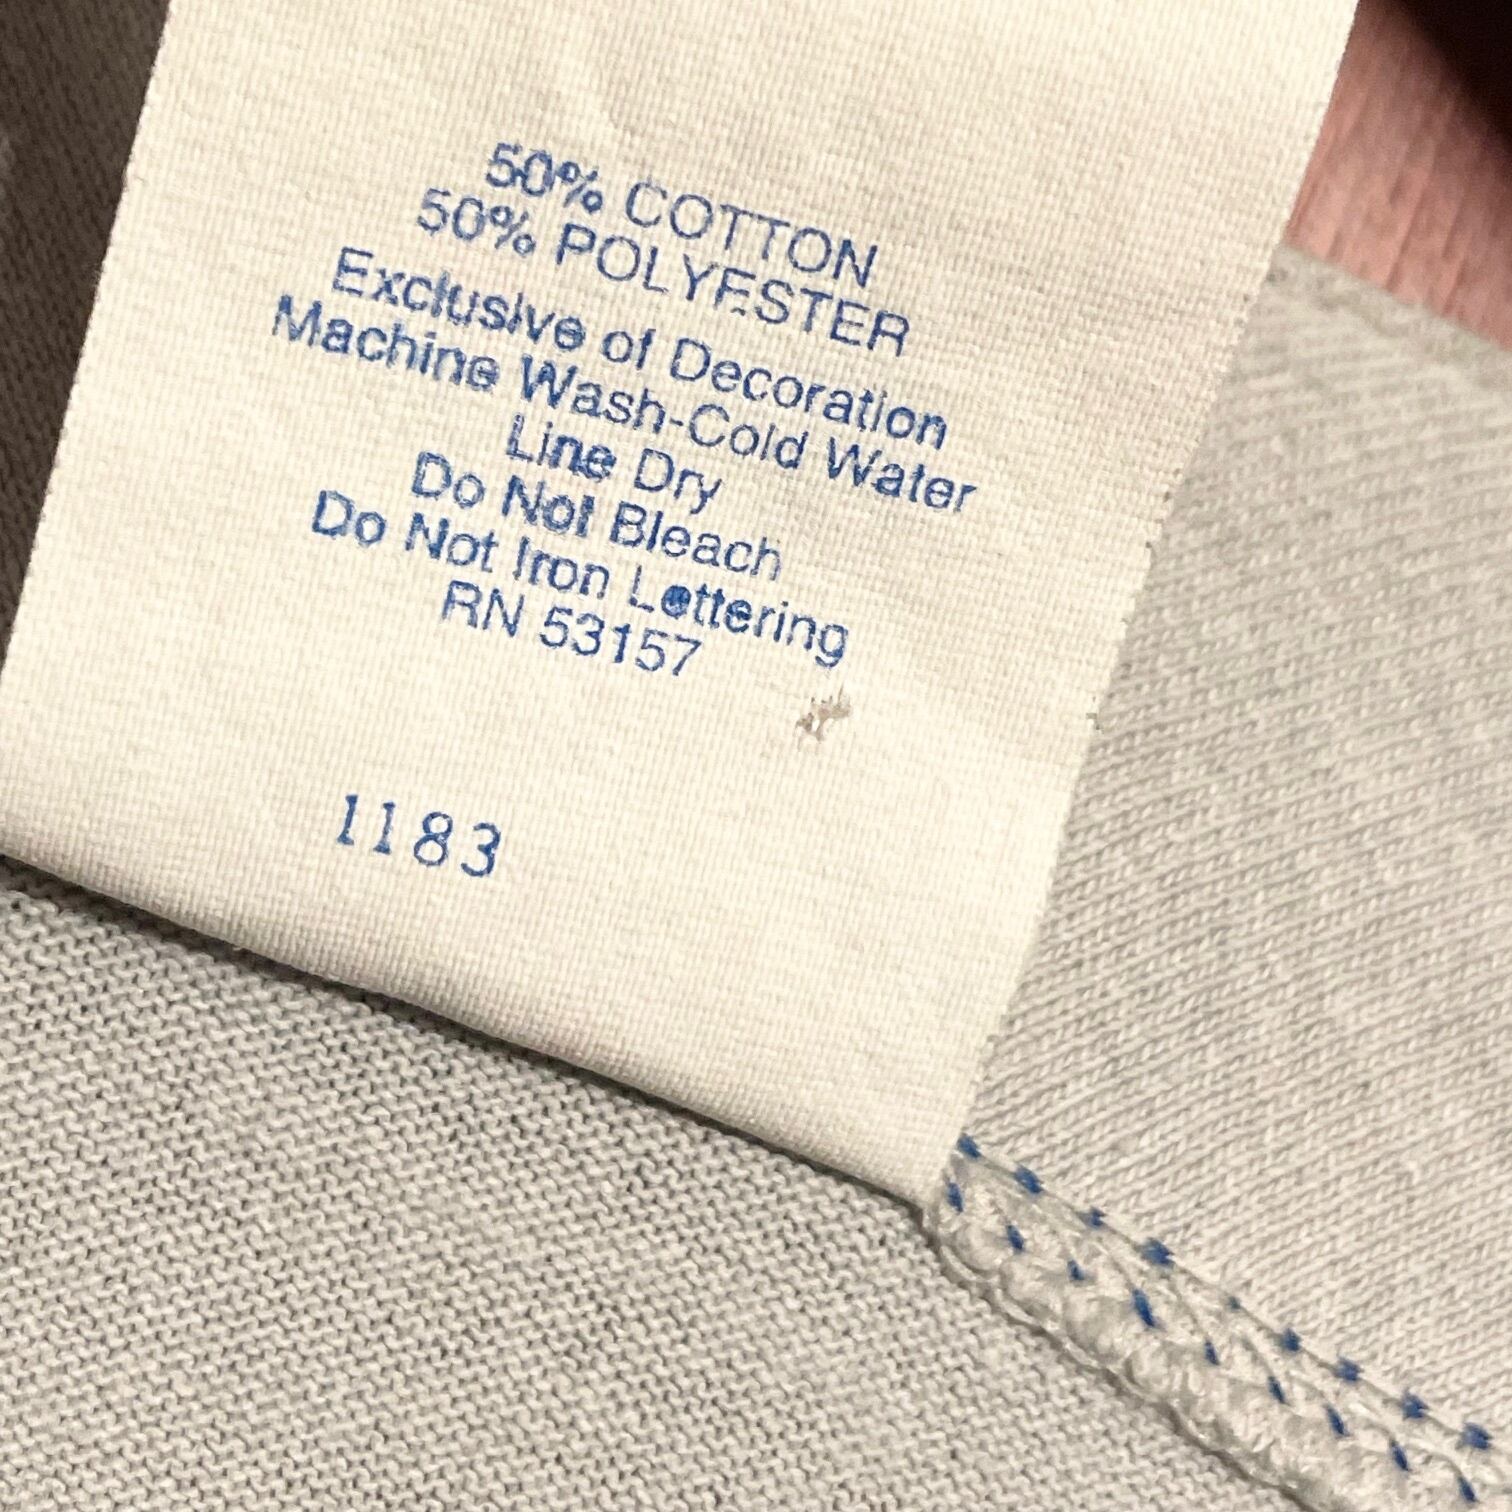 50% COTTON
50% POLYESTER
Exclusive of Decoration
Machine Wash-Cold Water
Line Dry
Do Not Bleach
Do Not Iron Lettering
RN 53157
1183